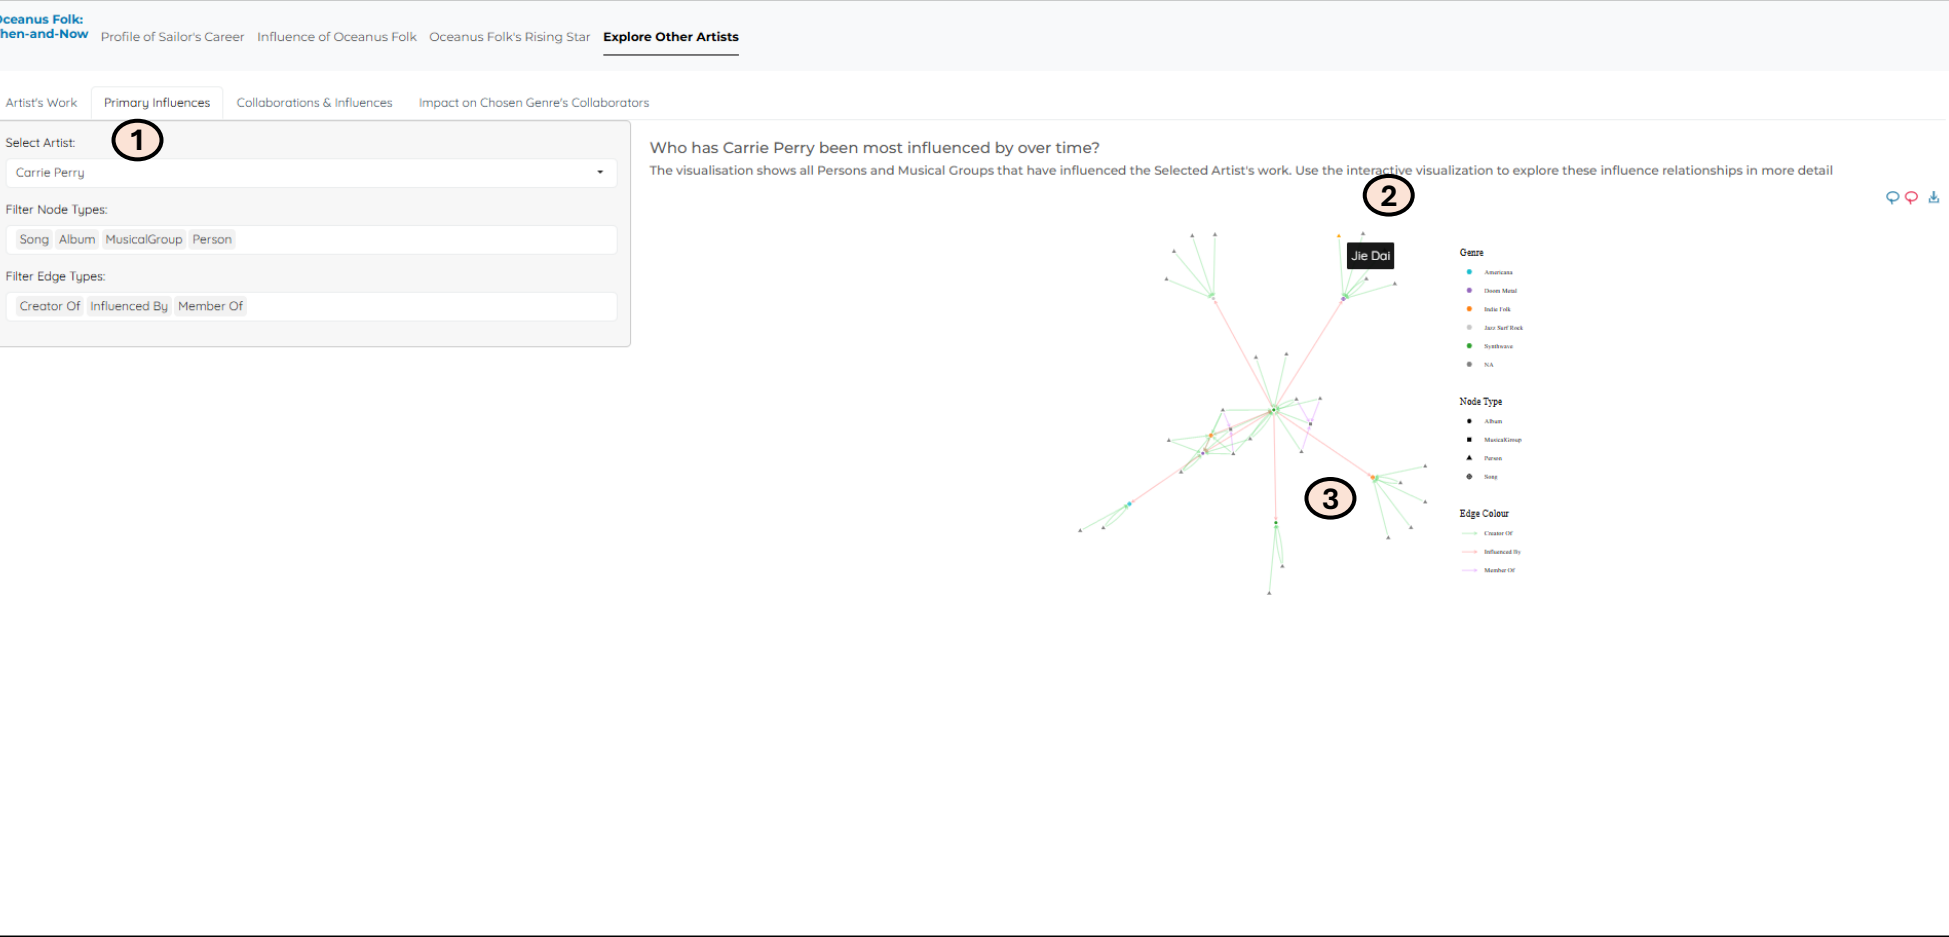 Oceanus Folk:
hen-and-Now
Profile of Sailor's Career
Influence of Oceanus Folk
Oceanus Folk's Rising Star
Explore Other Artists
Artist's Work
Primary Influences
Collaborations & Influences
Impact on Chosen Genre's Collaborators
1
Select Artist:
Carrie Perry
Filter Node Types:
Song Album MusicalGroup Person
Filter Edge Types:
Creator Of Influenced By Member Of
Who has Carrie Perry been most influenced by over time?
The visualisation shows all Persons and Musical Groups that have influenced the Selected Artist's work. Use the interactive visualization to explore these influence relationships in more detail
2
Jie Dai
3
Genre
Americana
Doom Metal
Indie Folk
Jazz Surf Rock
Synthwave
NA
Node Type
Album
MusicalGroup
Person
Song
Edge Colour
Creator Of
Influenced By
Member Of